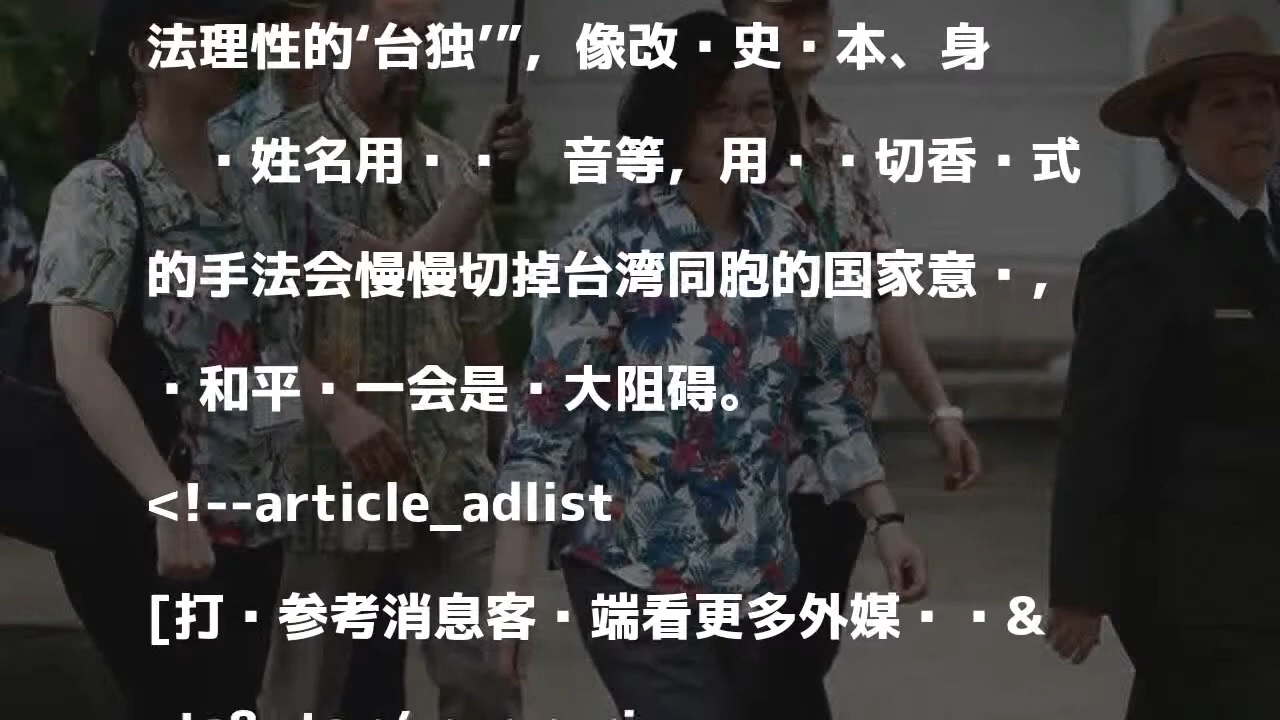 法理性的‘台独’”，像改·史·本、身
·姓名用·· 音等，用··切香·式
的手法会慢慢切掉台湾同胞的国家意·，
·和平·一会是·大阻碍。
<!--article_adlist
[打·参考消息客·端看更多外媒··&